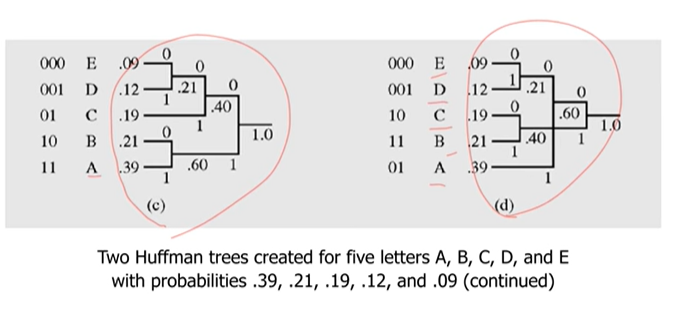 000 E .09 0 0
001 D .12 1 .21 0
01 C .19 1 .40
10 B .21 0 1.0
11 A .39 1 .60 1
(c)
000 E .09 0 0
001 D .12 1 .21 0
10 C .19 0 .60 1.0
11 B .21 1 .40 1
01 A .39 1
(d)
Two Huffman trees created for five letters A, B, C, D, and E
with probabilities .39, .21, .19, .12, and .09 (continued)